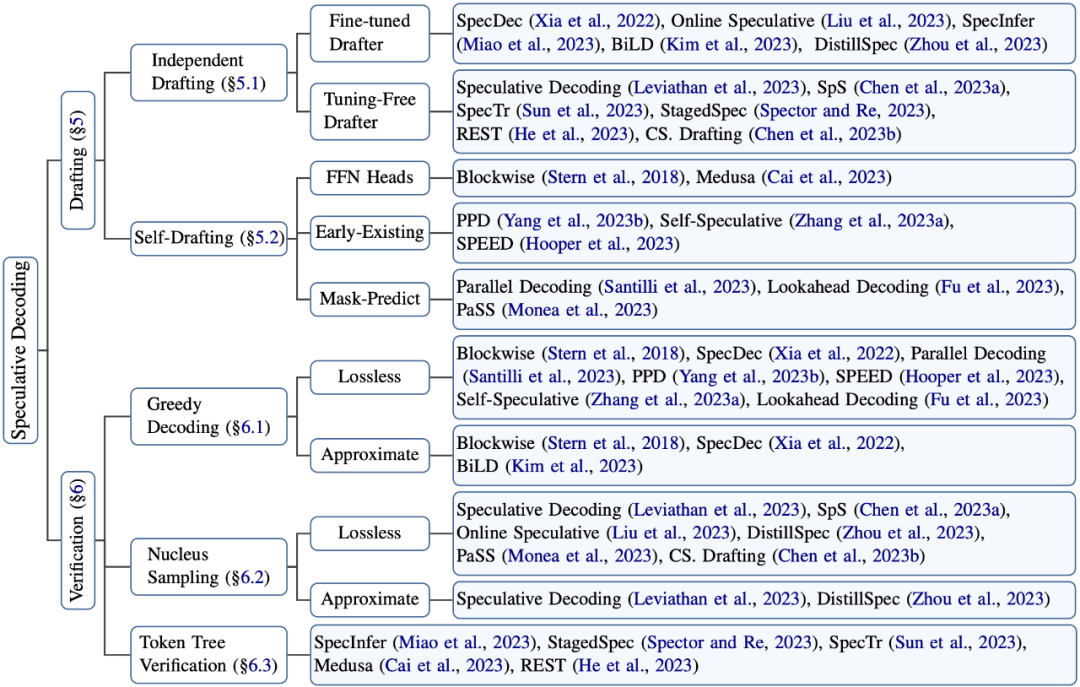 Speculative Decoding
Drafting (§5)
Independent
Drafting (§5.1)
Fine-tuned
Drafter
SpecDec (Xia et al., 2022), Online Speculative (Liu et al., 2023), SpecInfer
(Miao et al., 2023), BiLD (Kim et al., 2023), DistillSpec (Zhou et al., 2023)
Tuning-Free
Drafter
Speculative Decoding (Leviathan et al., 2023), SpS (Chen et al., 2023a),
SpecTr (Sun et al., 2023), StagedSpec (Spector and Re, 2023),
REST (He et al., 2023), CS. Drafting (Chen et al., 2023b)
Self-Drafting (§5.2)
FFN Heads
Blockwise (Stern et al., 2018), Medusa (Cai et al., 2023)
Early-Existing
PPD (Yang et al., 2023b), Self-Speculative (Zhang et al., 2023a),
SPEED (Hooper et al., 2023)
Mask-Predict
Parallel Decoding (Santilli et al., 2023), Lookahead Decoding (Fu et al., 2023),
PaSS (Monea et al., 2023)
Verification (§6)
Greedy
Decoding (§6.1)
Lossless
Blockwise (Stern et al., 2018), SpecDec (Xia et al., 2022), Parallel Decoding
(Santilli et al., 2023), PPD (Yang et al., 2023b), SPEED (Hooper et al., 2023),
Self-Speculative (Zhang et al., 2023a), Lookahead Decoding (Fu et al., 2023)
Approximate
Blockwise (Stern et al., 2018), SpecDec (Xia et al., 2022),
BiLD (Kim et al., 2023)
Nucleus
Sampling (§6.2)
Lossless
Speculative Decoding (Leviathan et al., 2023), SpS (Chen et al., 2023a),
Online Speculative (Liu et al., 2023), DistillSpec (Zhou et al., 2023),
PaSS (Monea et al., 2023), CS. Drafting (Chen et al., 2023b)
Approximate
Speculative Decoding (Leviathan et al., 2023), DistillSpec (Zhou et al., 2023)
Token Tree
Verification (§6.3)
SpecInfer (Miao et al., 2023), StagedSpec (Spector and Re, 2023), SpecTr (Sun et al., 2023),
Medusa (Cai et al., 2023), REST (He et al., 2023)